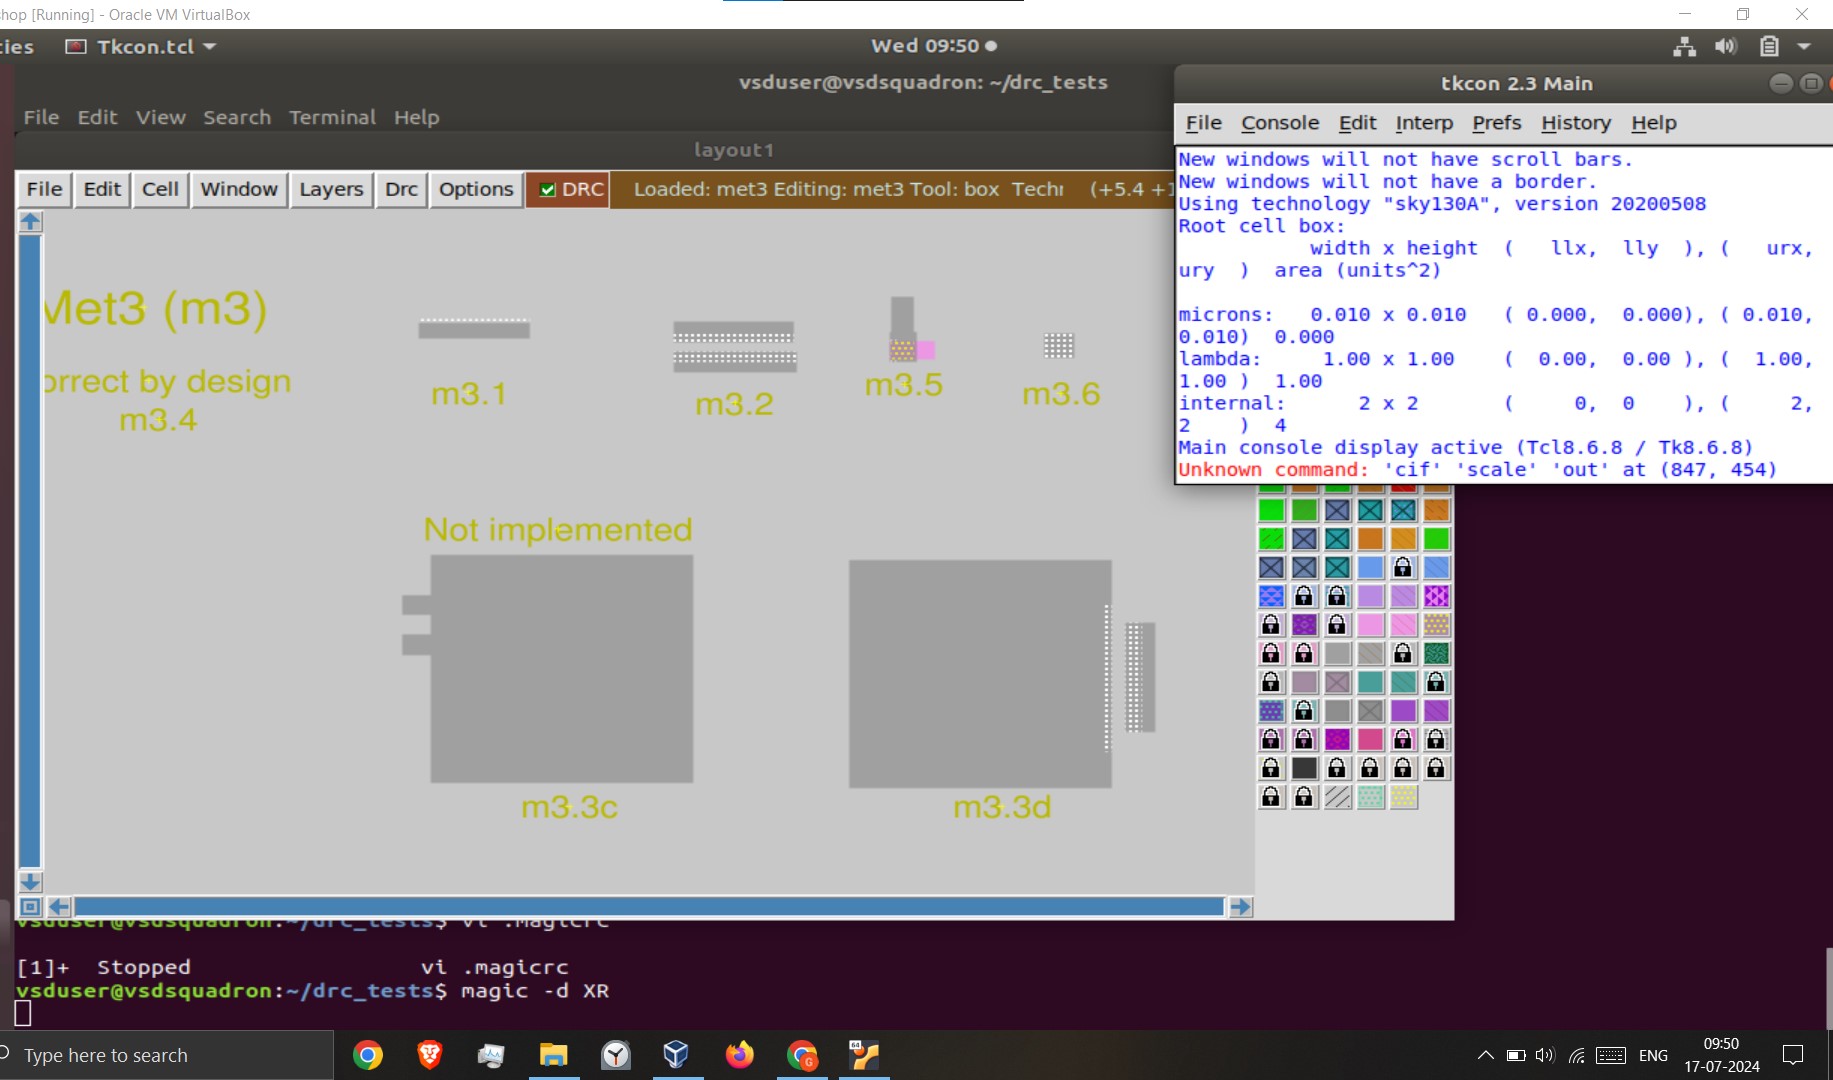 shop [Running] - Oracle VM VirtualBox
ties Tkcon.tcl Wed 09:50
vsduser@vsdsquadron: ~/drc_tests
File Edit View Search Terminal Help
layout1
File Edit Cell Window Layers Drc Options DRC Loaded: met3 Editing: met3 Tool: box Techr (+5.4 +1
Met3 (m3)
orrect by design
m3.4
m3.1
m3.2
m3.5
m3.6
Not implemented
m3.3c
m3.3d
tkcon 2.3 Main
File Console Edit Interp Prefs History Help
New windows will not have scroll bars.
New windows will not have a border.
Using technology "sky130A", version 20200508
Root cell box:
width x height ( llx, lly ), ( urx,
ury ) area (units^2)
microns: 0.010 x 0.010 ( 0.000, 0.000), ( 0.010,
0.010) 0.000
lambda: 1.00 x 1.00 ( 0.00, 0.00 ), ( 1.00,
1.00 ) 1.00
internal: 2 x 2 ( 0, 0 ), ( 2,
2 ) 4
Main console display active (Tcl8.6.8 / Tk8.6.8)
Unknown command: 'cif' 'scale' 'out' at (847, 454)
vsduser@vsdsquadron:~/drc_tests$ vi .magicrc
[1]+ Stopped vi .magicrc
vsduser@vsdsquadron:~/drc_tests$ magic -d XR
Type here to search
64
G
ENG
09:50
17-07-2024